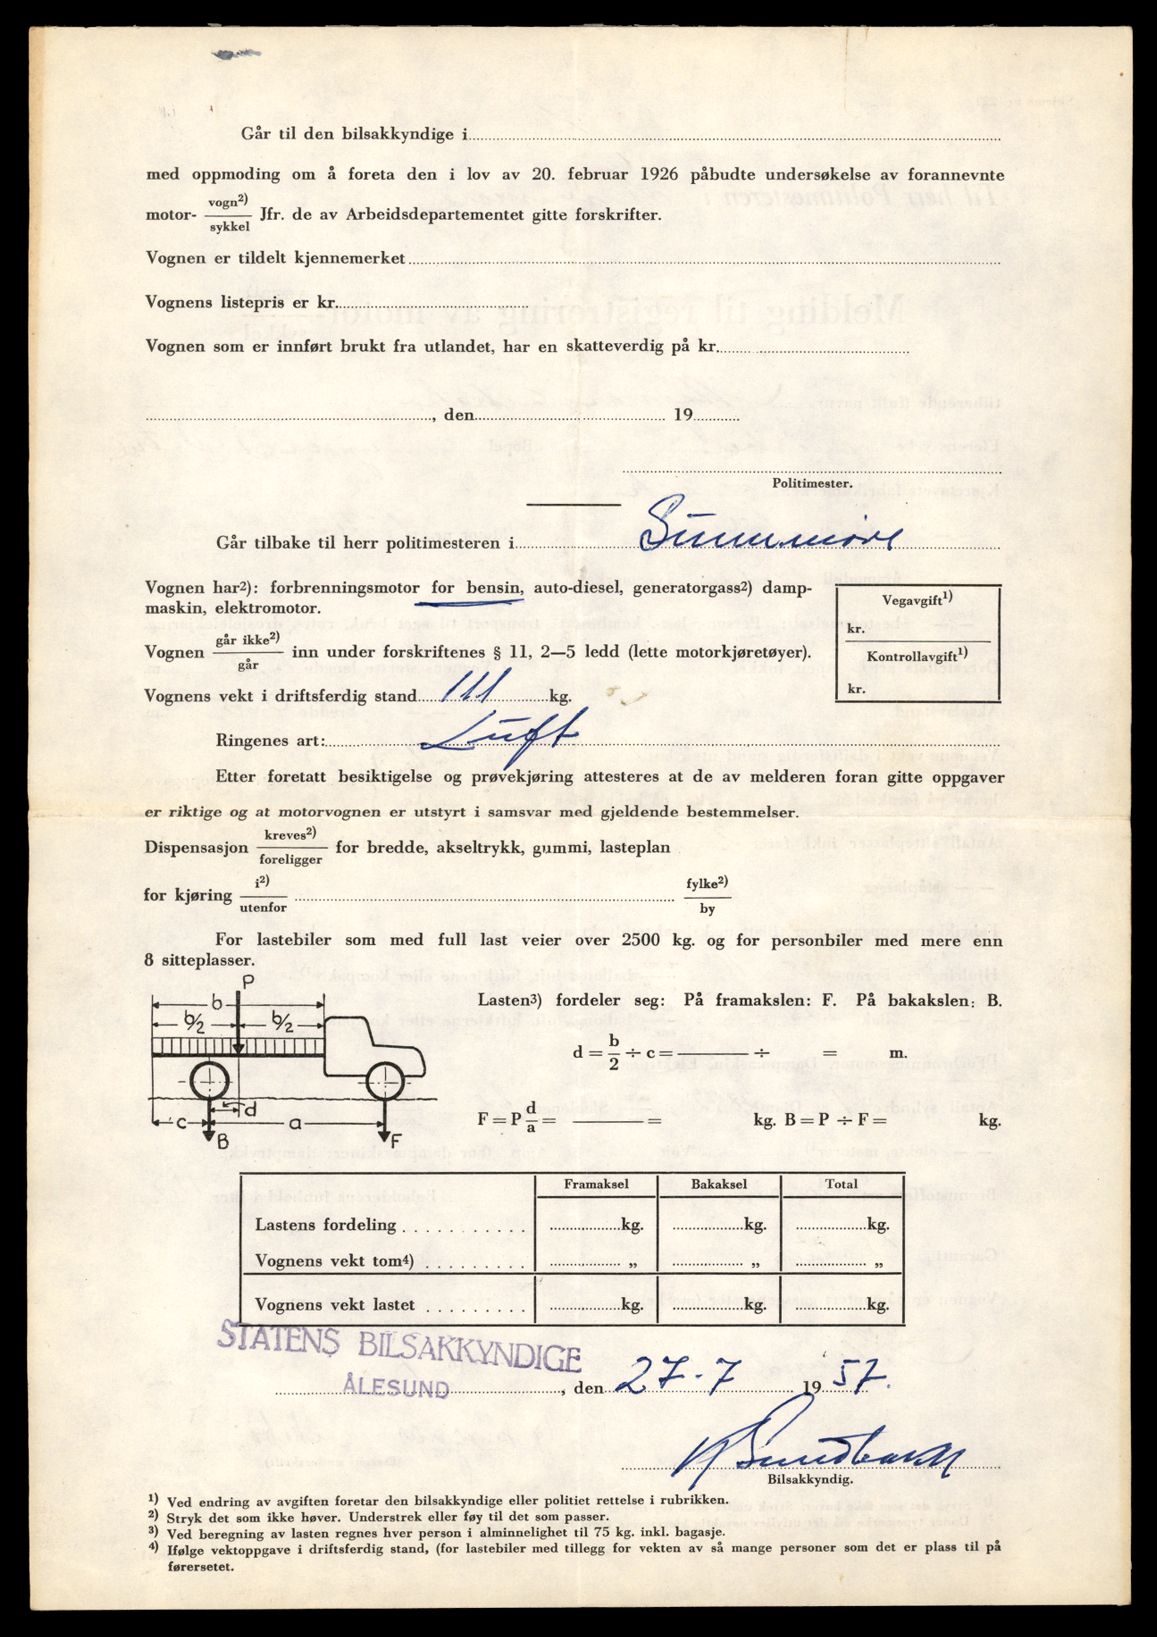 Går til den bilsakkyndige i
med oppmoding om å foreta den i lov av 20. februar 1926 påbudte undersøkelse av forannevnte
motor- vogn2) / sykkel Jfr. de av Arbeidsdepartementet gitte forskrifter.
Vognen er tildelt kjennemerket
Vognens listepris er kr.
Vognen som er innført brukt fra utlandet, har en skatteverdig på kr.
, den 19
Politimester.
Går tilbake til herr politimesteren i Sunnmøre
Vognen har2): forbrenningsmotor for bensin, auto-diesel, generatorgass2) damp-
maskin, elektromotor.
Vegavgift1)
kr.
Kontrollavgift1)
kr.
Vognen går ikke2) / går inn under forskriftenes § 11, 2—5 ledd (lette motorkjøretøyer).
Vognens vekt i driftsferdig stand 111 kg.
Ringenes art: Luft
Etter foretatt besiktigelse og prøvekjøring attesteres at de av melderen foran gitte oppgaver
er riktige og at motorvognen er utstyrt i samsvar med gjeldende bestemmelser.
Dispensasjon kreves2) / foreligger for bredde, akseltrykk, gummi, lasteplan
for kjøring i2) / utenfor fylke2) / by
For lastebiler som med full last veier over 2500 kg. og for personbiler med mere enn
8 sitteplasser.
P
b
b/2 b/2
d
c a
B F
Lasten3) fordeler seg: På framakslen: F. På bakakslen: B.
d = b/2 ÷ c = ——— ÷ = m.
F = P d/a = ——— = kg. B = P ÷ F = kg.
Framaksel Bakaksel Total
Lastens fordeling kg. kg. kg.
Vognens vekt tom4) „ „ „
Vognens vekt lastet kg. kg. kg.
STATENS BILSAKKYNDIGE
ÅLESUND , den 27-7 19 57.
Bilsakkyndig.
1) Ved endring av avgiften foretar den bilsakkyndige eller politiet rettelse i rubrikken.
2) Stryk det som ikke høver. Understrek eller føy til det som passer.
3) Ved beregning av lasten regnes hver person i alminnelighet til 75 kg. inkl. bagasje.
4) Ifølge vektoppgave i driftsferdig stand, (for lastebiler med tillegg for vekten av så mange personer som det er plass til på
førersetet.